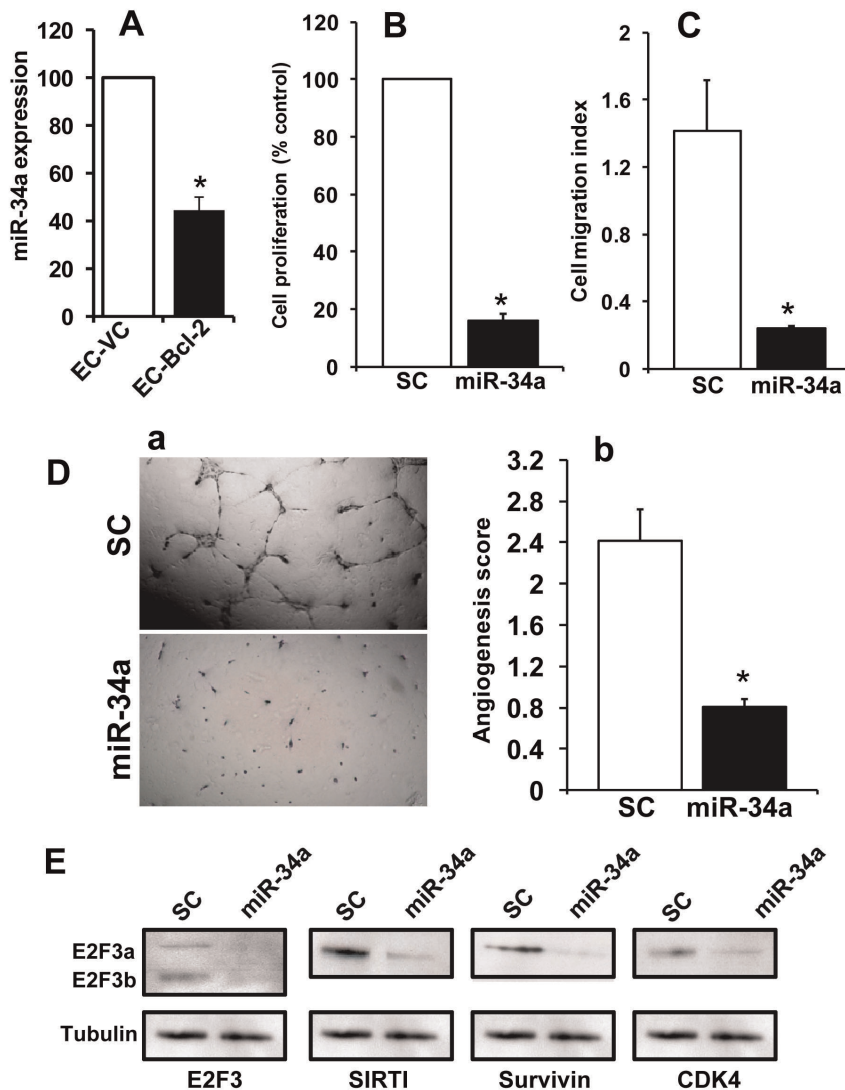 A
miR-34a expression
120
100
80
60
40
20
0
*
EC-VC
EC-Bcl-2
B
Cell proliferation (% control)
120
100
80
60
40
20
0
*
SC miR-34a
C
Cell migration index
2
1.6
1.2
0.8
0.4
0
*
SC miR-34a
D
a
SC
miR-34a
b
Angiogenesis score
3.2
2.8
2.4
2
1.6
1.2
0.8
0.4
0
*
SC miR-34a
E
SC miR-34a SC miR-34a SC miR-34a SC miR-34a
E2F3a
E2F3b
Tubulin
E2F3 SIRTI Survivin CDK4